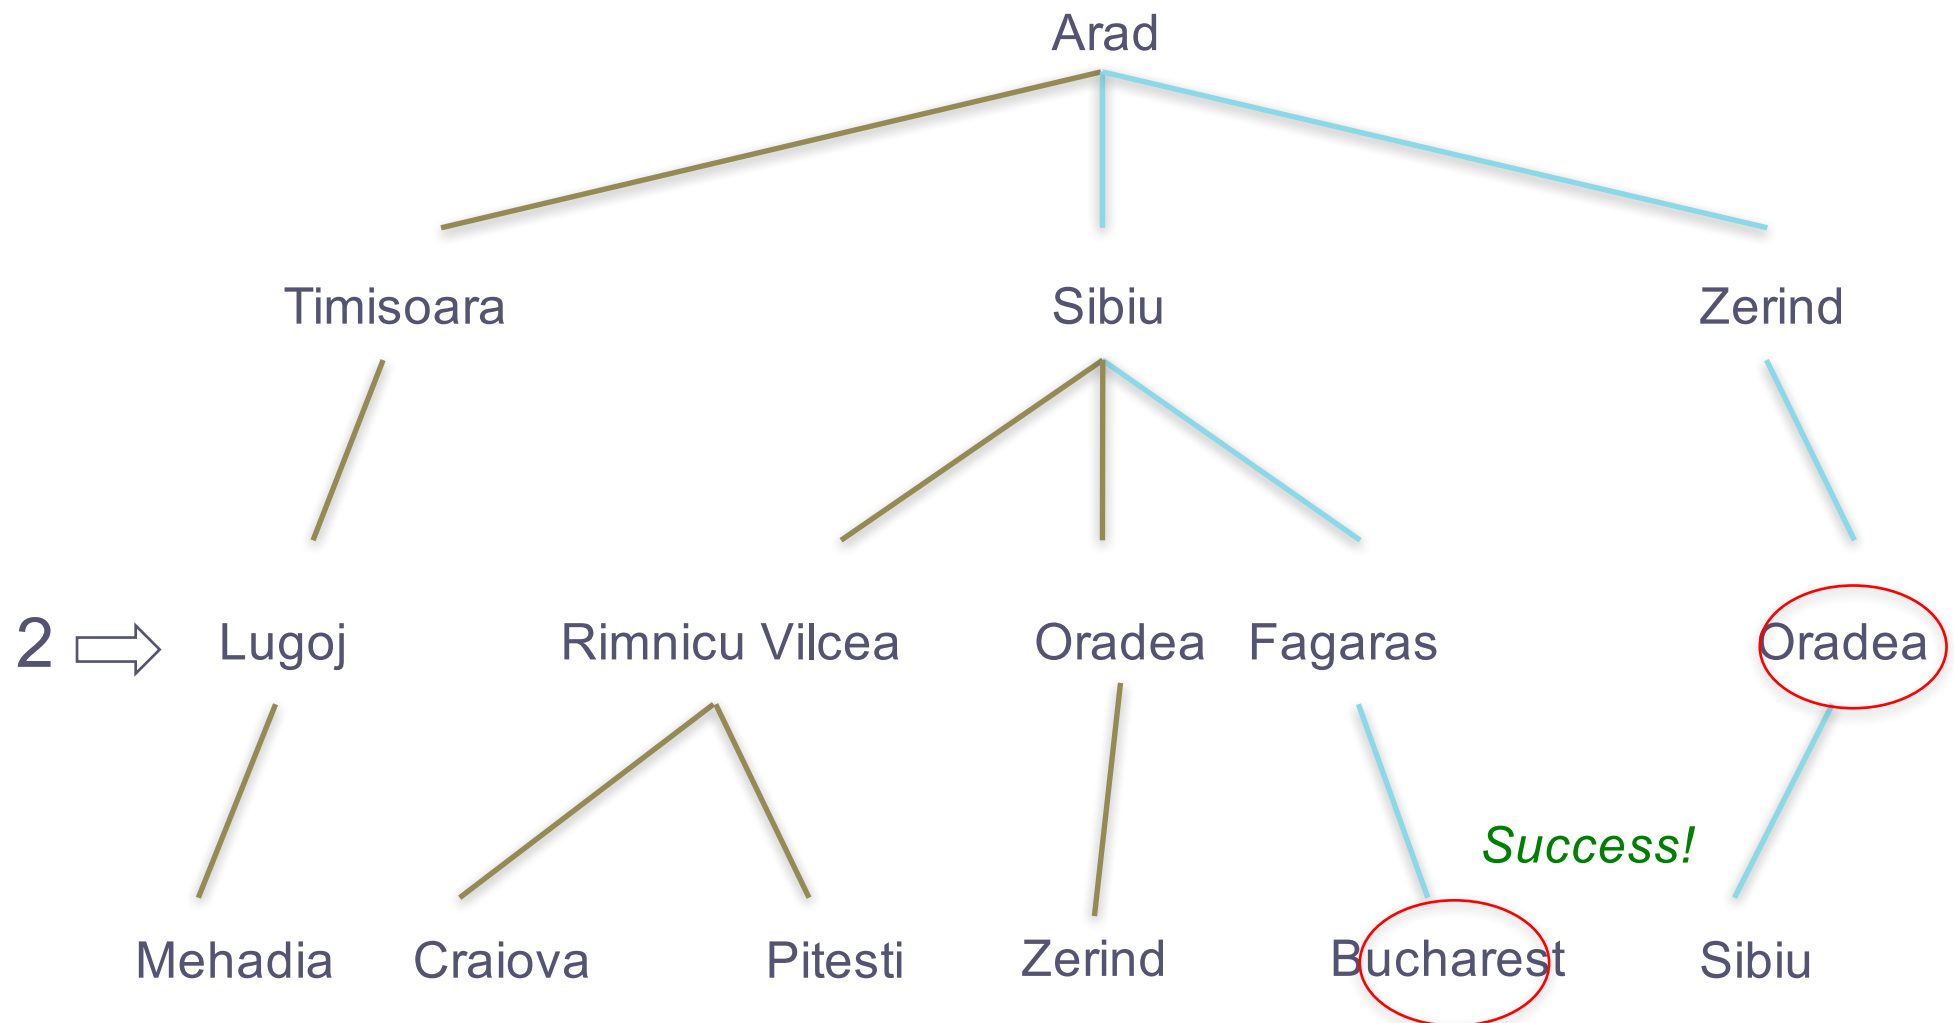 Arad
Timisoara Sibiu Zerind
2 Lugoj Rimnicu Vilcea Oradea Fagaras Oradea
Success!
Mehadia Craiova Pitesti Zerind Bucharest Sibiu